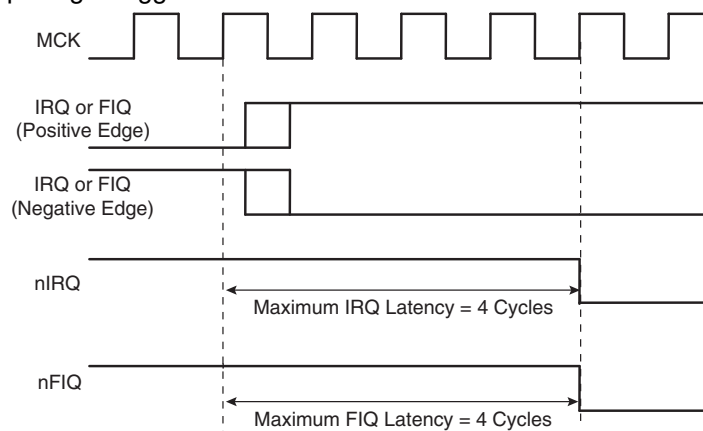 MCK
IRQ or FIQ
(Positive Edge)
IRQ or FIQ
(Negative Edge)
nIRQ
Maximum IRQ Latency = 4 Cycles
nFIQ
Maximum FIQ Latency = 4 Cycles